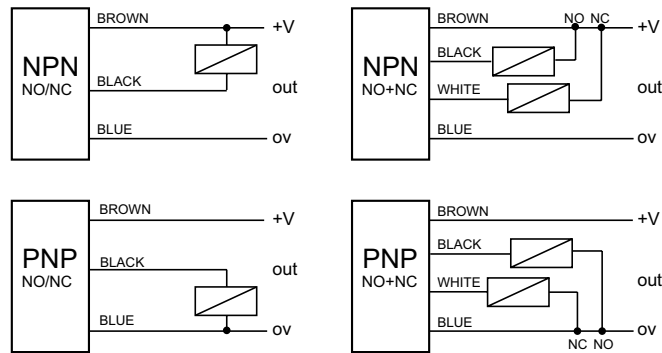 BROWN
+V
NPN
NO/NC
BLACK
out
BLUE
ov
BROWN
NO NC
+V
NPN
NO+NC
BLACK
WHITE
out
BLUE
ov
BROWN
+V
PNP
NO/NC
BLACK
out
BLUE
ov
BROWN
+V
PNP
NO+NC
BLACK
WHITE
out
BLUE
ov
NC NO